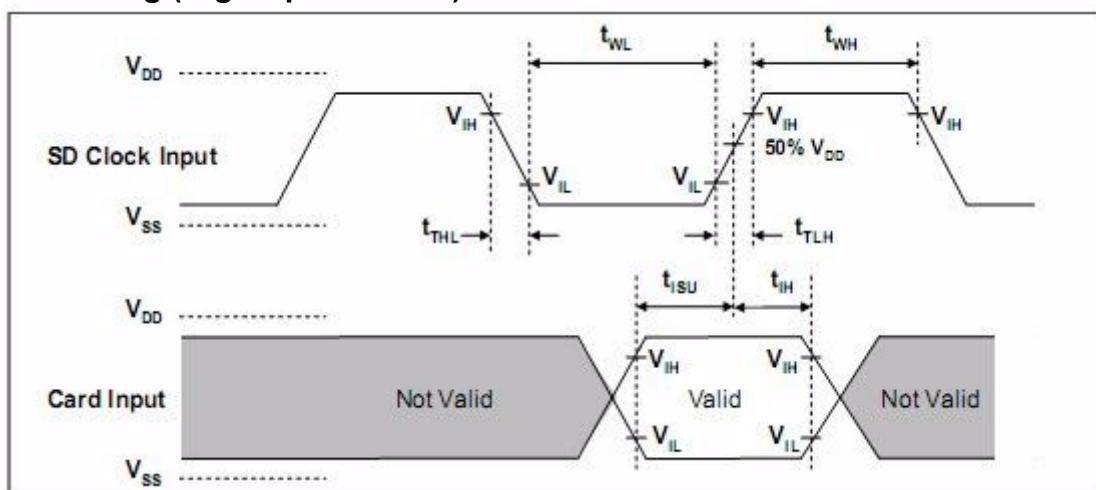 t_WL
t_WH
V_DD
V_IH
V_IH
V_IH
50% V_DD
SD Clock Input
V_IL
V_IL
V_SS
t_THL
t_TLH
t_ISU
t_IH
V_DD
V_IH
V_IH
Card Input
Not Valid
Valid
Not Valid
V_IL
V_IL
V_SS